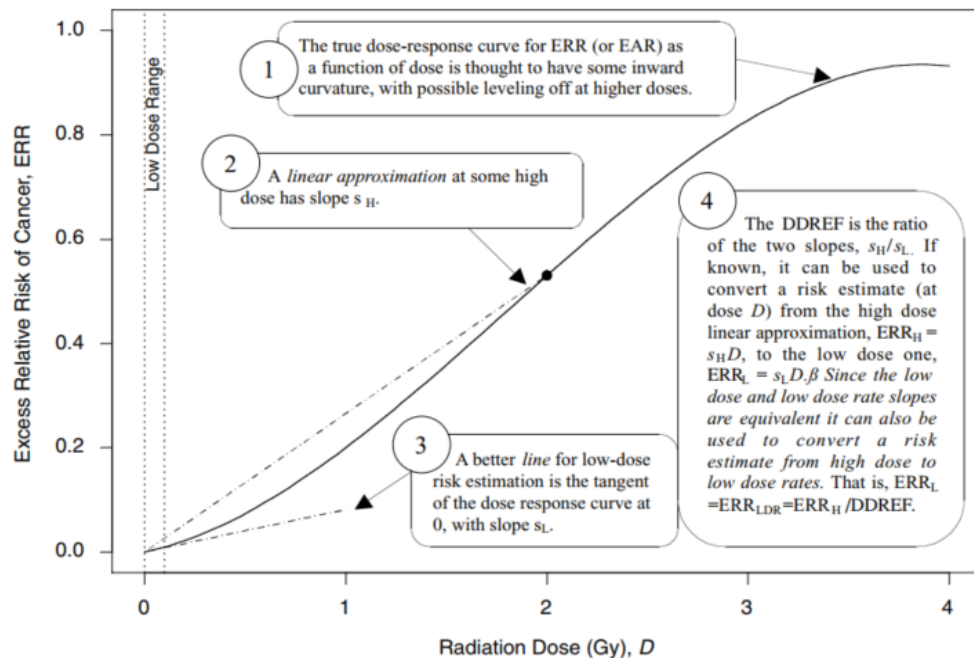 1.0
0.8
0.6
0.4
0.2
0.0
Excess Relative Risk of Cancer, ERR
Low Dose Range
1
The true dose-response curve for ERR (or EAR) as
a function of dose is thought to have some inward
curvature, with possible leveling off at higher doses.
2
A linear approximation at some high
dose has slope s H.
3
A better line for low-dose
risk estimation is the tangent
of the dose response curve at
0, with slope sL.
4
The DDREF is the ratio
of the two slopes, sH/sL. If
known, it can be used to
convert a risk estimate (at
dose D) from the high dose
linear approximation, ERRH =
sHD, to the low dose one,
ERRL = sLD.ß Since the low
dose and low dose rate slopes
are equivalent it can also be
used to convert a risk
estimate from high dose to
low dose rates. That is, ERRL
=ERRLDR=ERR H /DDREF.
0 1 2 3 4
Radiation Dose (Gy), D